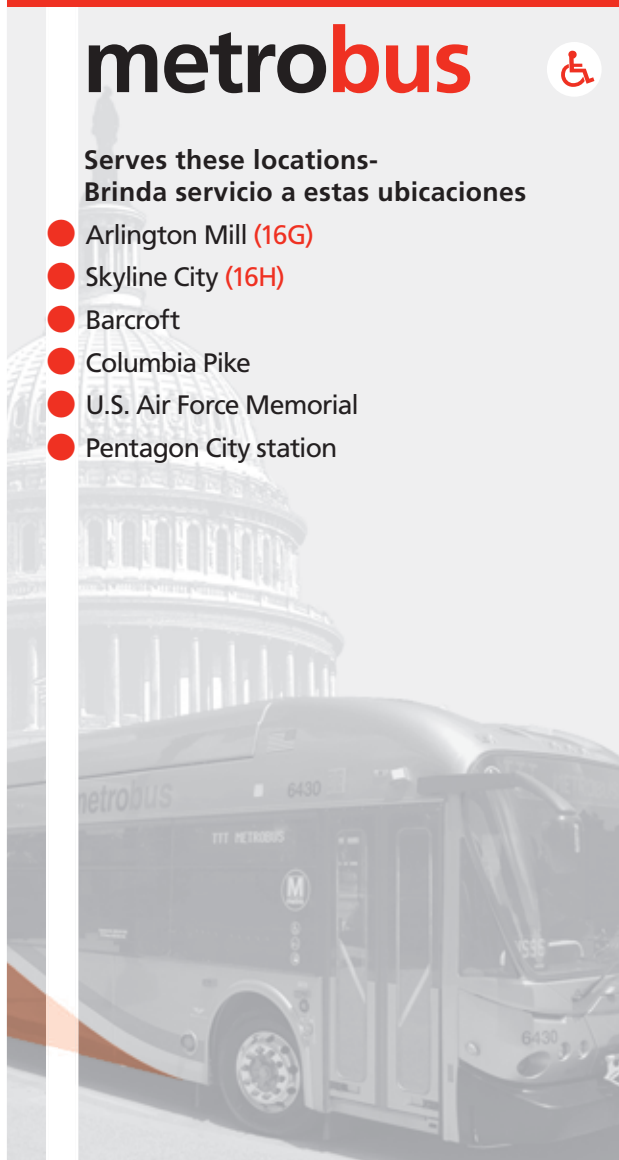 metrobus
Serves these locations-
Brinda servicio a estas ubicaciones
Arlington Mill (16G)
Skyline City (16H)
Barcroft
Columbia Pike
U.S. Air Force Memorial
Pentagon City station
metrobus
6430
TYT METROBUS
M
6430